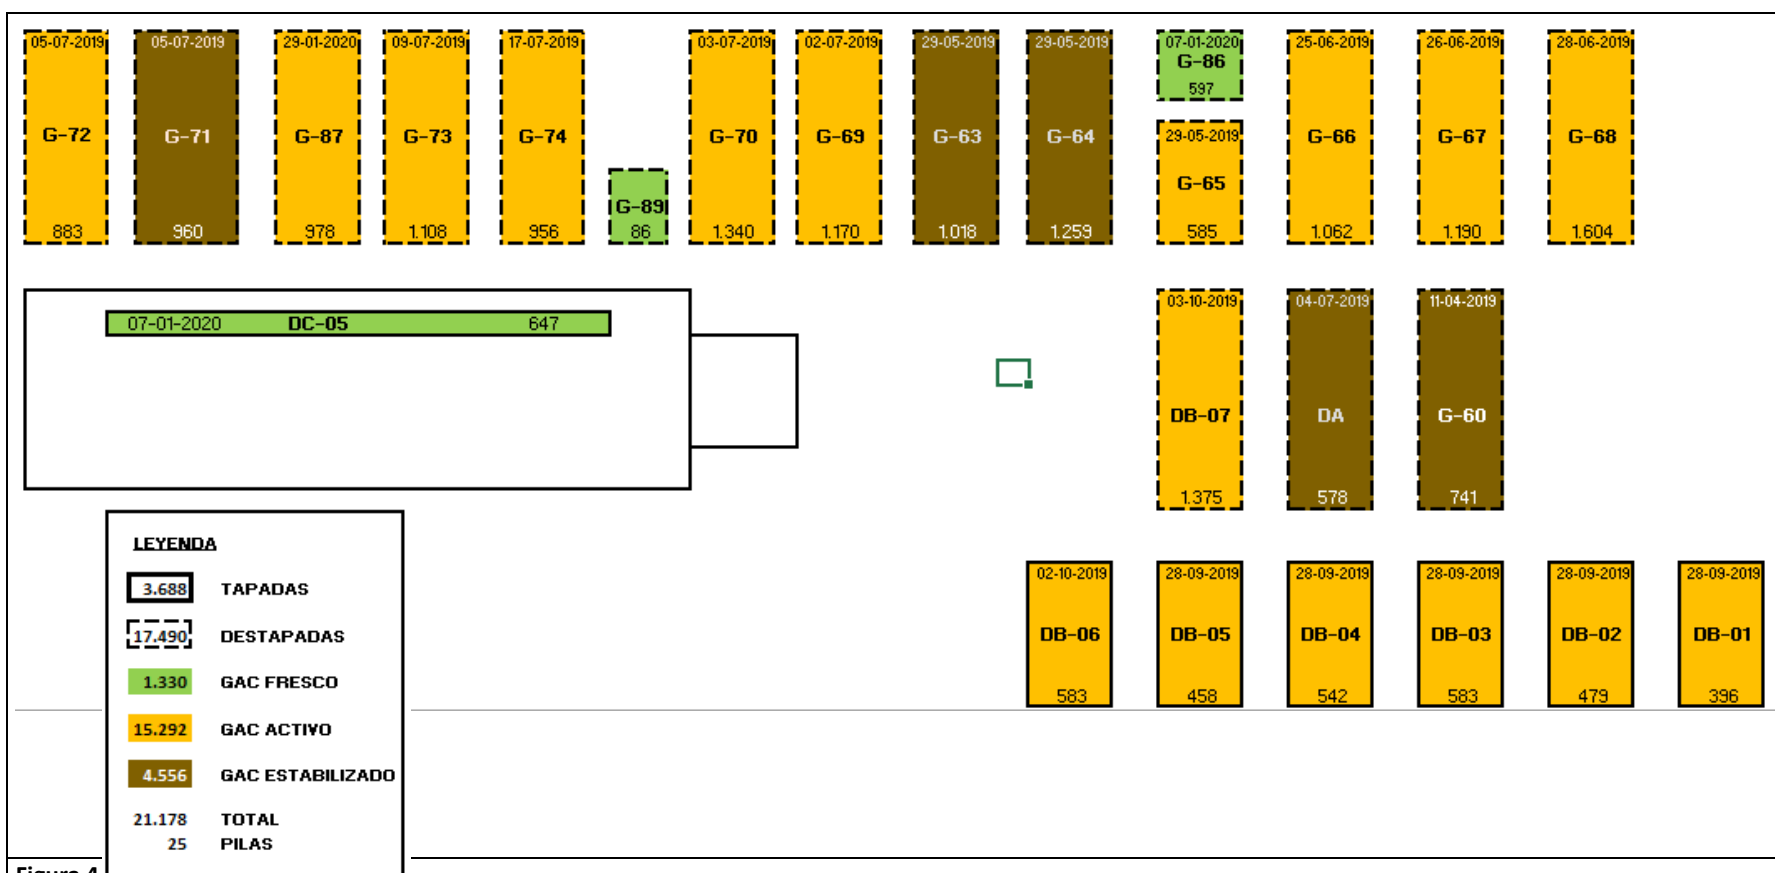 05-07-2019 05-07-2019 29-01-2020 09-07-2019 17-07-2019 03-07-2019 02-07-2019 29-05-2019 29-05-2019 07-01-2020 25-06-2019 26-06-2019 28-06-2019
G-86
597
G-72 G-71 G-87 G-73 G-74 G-70 G-69 G-63 G-64 29-05-2019 G-66 G-67 G-68
G-65
G-89
883 960 978 1.108 956 86 1.340 1.170 1.018 1.259 585 1.062 1.190 1.604
03-10-2019 04-07-2019 11-04-2019
07-01-2020 DC-05 647
DB-07 DA G-60
1.375 578 741
LEYENDA
3.688 TAPADAS
17.490 DESTAPADAS
1.330 GAC FRESCO
15.292 GAC ACTIVO
4.556 GAC ESTABILIZADO
21.178 TOTAL
25 PILAS
02-10-2019 28-09-2019 28-09-2019 28-09-2019 28-09-2019 28-09-2019
DB-06 DB-05 DB-04 DB-03 DB-02 DB-01
583 458 542 583 479 396
Figure 4